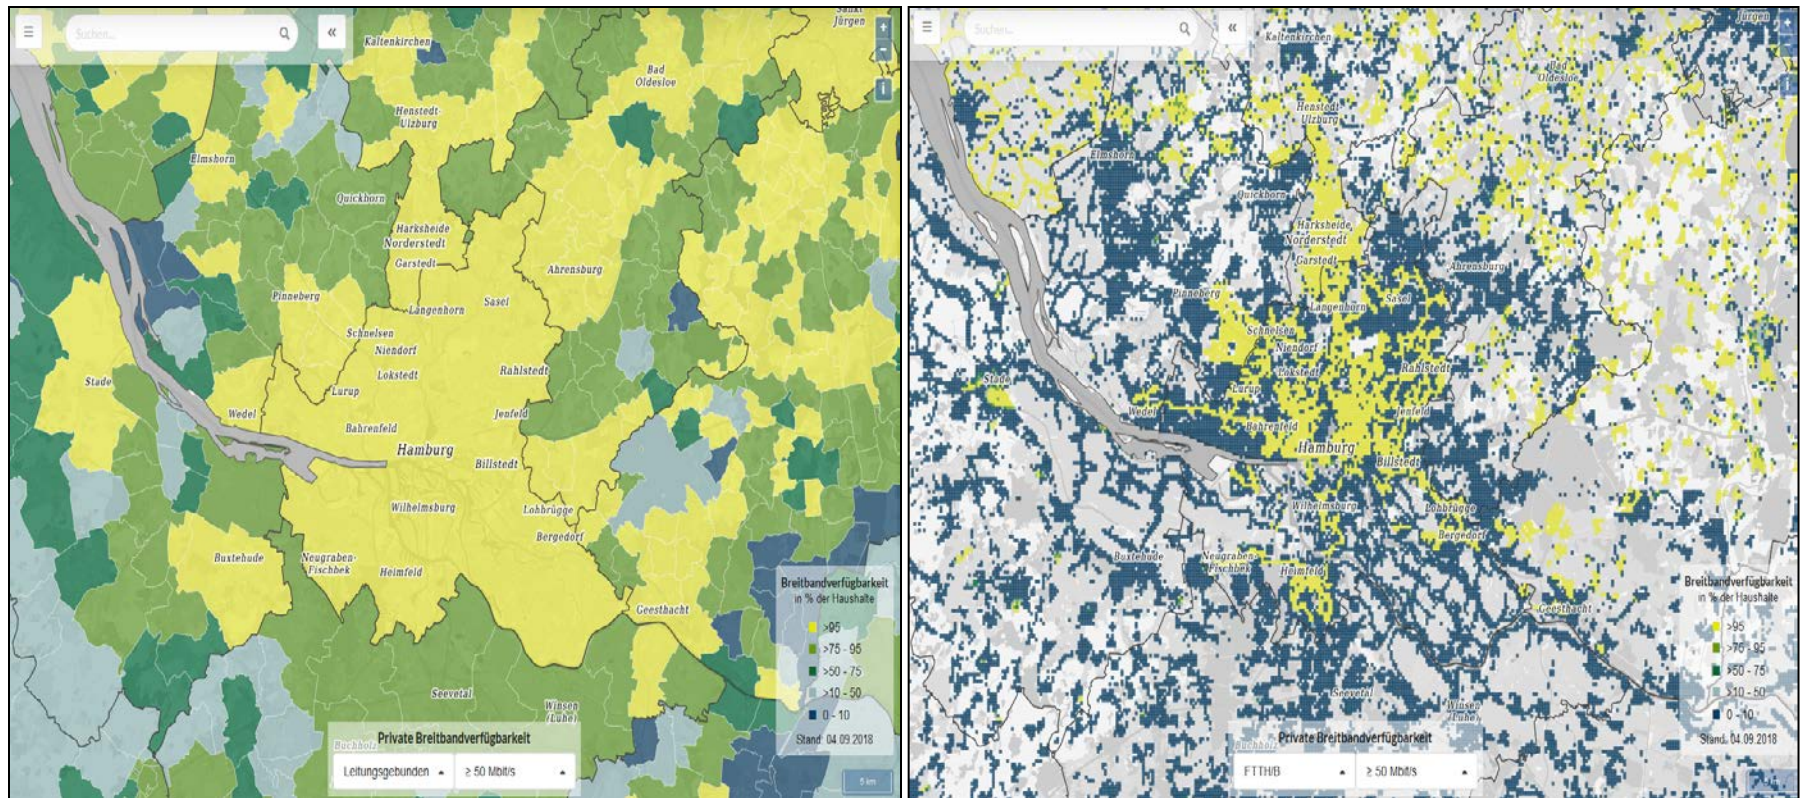 Suchen...
«
Kaltenkirchen
Sankt
Jürgen
+
-
i
Bad
Oldesloe
Henstedt-
Ulzburg
Elmshorn
Quickborn
Harksheide
Norderstedt
Garstedt
Ahrensburg
Pinneberg
Langenhorn
Sasel
Schnelsen
Niendorf
Lokstedt
Rahlstedt
Stade
Lurup
Wedel
Jenfeld
Bahrenfeld
Hamburg
Billstedt
Wilhelmsburg
Lohbrügge
Bergedorf
Buxtehude
Neugraben-
Fischbek
Heimfeld
Geesthacht
Seevetal
Winsen
(Luhe)
Buchholz
Breitbandverfügbarkeit
in % der Haushalte
>95
>75 - 95
>50 - 75
>10 - 50
0 - 10
Stand: 04.09.2018
Private Breitbandverfügbarkeit
Leitungsgebunden
≥ 50 Mbit/s
5 km
Suchen...
«
Kaltenkirchen
Jürgen
+
Bad
Oldesloe
Henstedt
Ulzburg
Elmshorn
Quickborn
Harksheide
Norderstedt
Garstedt
Ahrensburg
Pinneberg
Langenhorn
Sasel
Schnelsen
Niendorf
Lokstedt
Rahlstedt
Stade
Lurup
Wedel
Jenfeld
Bahrenfeld
Hamburg
Billstedt
Wilhelmsburg
Lohbrügge
Bergedorf
Buxtehude
Neugraben-
Fischbek
Heimfeld
Geesthacht
Seevetal
Winsen
(Luhe)
Buchholz
Breitbandverfügbarkeit
in % der Haushalte
>95
>75 - 95
>50 - 75
>10 - 50
0 - 10
Stand: 04.09.2018
Private Breitbandverfügbarkeit
FTTH/B
≥ 50 Mbit/s